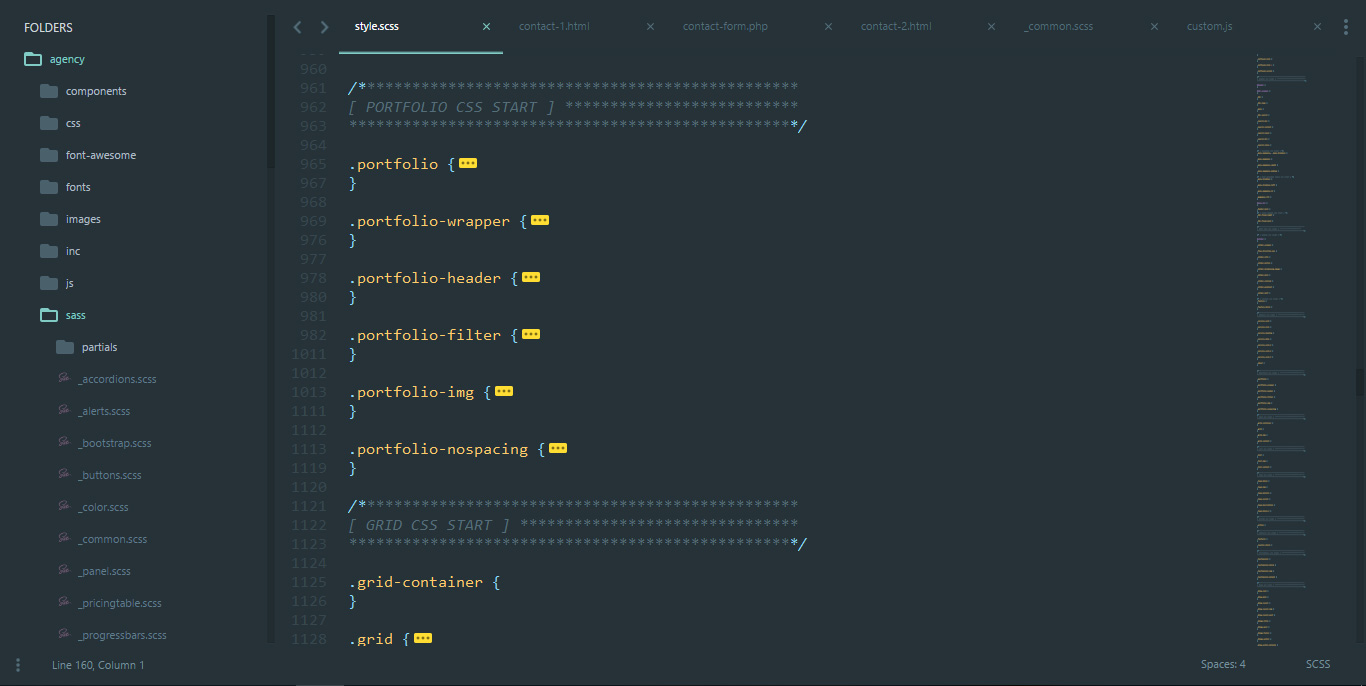 FOLDERS
agency
components
css
font-awesome
fonts
images
inc
js
sass
partials
_accordions.scss
_alerts.scss
_bootstrap.scss
_buttons.scss
_color.scss
_common.scss
_panel.scss
_pricingtable.scss
_progressbars.scss
style.scss contact-1.html contact-form.php contact-2.html _common.scss custom.js
960
961 /*************************************************
962 [ PORTFOLIO CSS START ] **************************
963 **************************************************/
964
965 .portfolio {
967 }
968
969 .portfolio-wrapper {
976 }
977
978 .portfolio-header {
980 }
981
982 .portfolio-filter {
1011 }
1012
1013 .portfolio-img {
1111 }
1112
1113 .portfolio-nospacing {
1119 }
1120
1121 /*************************************************
1122 [ GRID CSS START ] *******************************
1123 **************************************************/
1124
1125 .grid-container {
1126 }
1127
1128 .grid {
Line 160, Column 1 Spaces: 4 SCSS